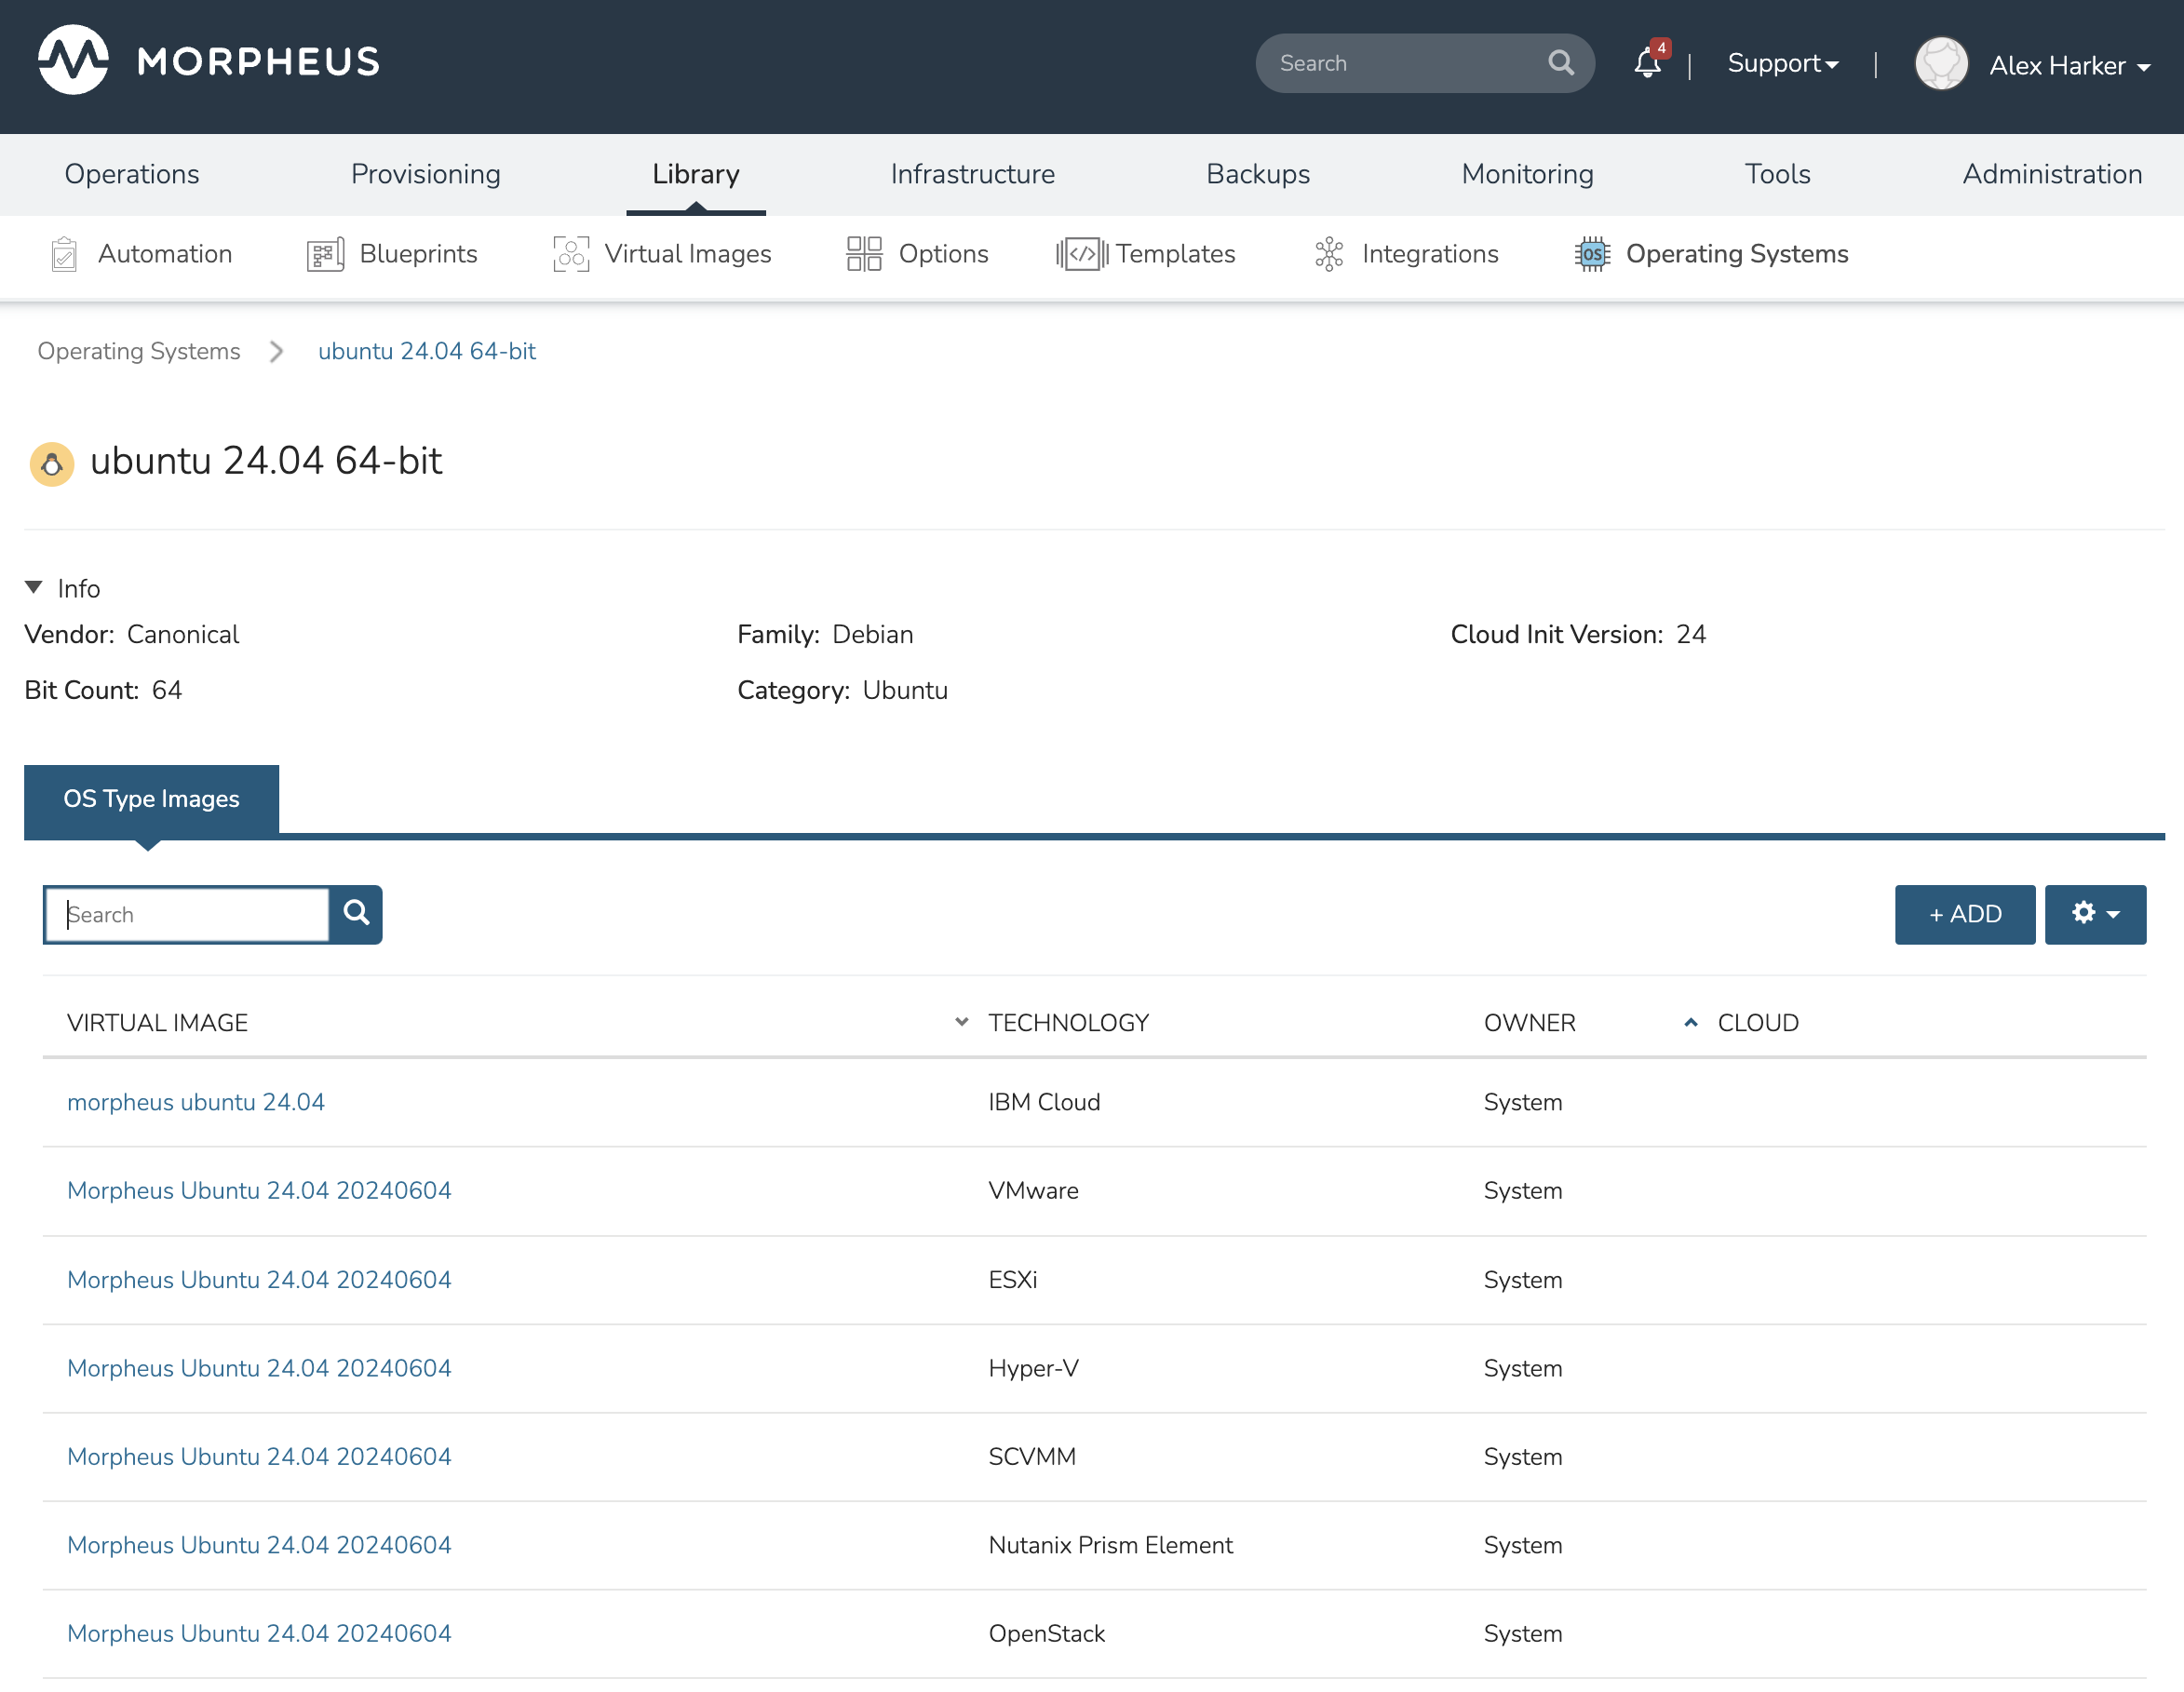 MORPHEUS
Search
4
Support
Alex Harker
Operations Provisioning Library Infrastructure Backups Monitoring Tools Administration
Automation Blueprints Virtual Images Options </> Templates Integrations OS Operating Systems
Operating Systems ubuntu 24.04 64-bit
ubuntu 24.04 64-bit
Info
Vendor: Canonical Family: Debian Cloud Init Version: 24
Bit Count: 64 Category: Ubuntu
OS Type Images
Search
+ ADD
VIRTUAL IMAGE TECHNOLOGY OWNER CLOUD
morpheus ubuntu 24.04 IBM Cloud System
Morpheus Ubuntu 24.04 20240604 VMware System
Morpheus Ubuntu 24.04 20240604 ESXi System
Morpheus Ubuntu 24.04 20240604 Hyper-V System
Morpheus Ubuntu 24.04 20240604 SCVMM System
Morpheus Ubuntu 24.04 20240604 Nutanix Prism Element System
Morpheus Ubuntu 24.04 20240604 OpenStack System